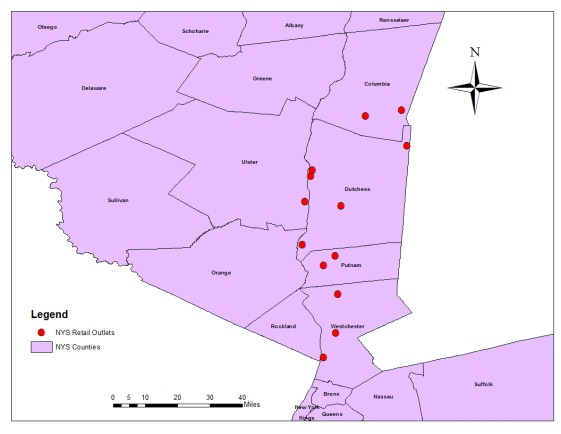 Rensselaer
Otsego
Schoharie
Albany
Greene
Columbia
Delaware
N
Ulster
Dutchess
Sullivan
Orange
Putnam
Legend
NYS Retail Outlets
NYS Counties
Rockland
Westchester
Suffolk
Bronx
Nassau
New York
Queens
Kings
0 5 10 20 30 40
Miles